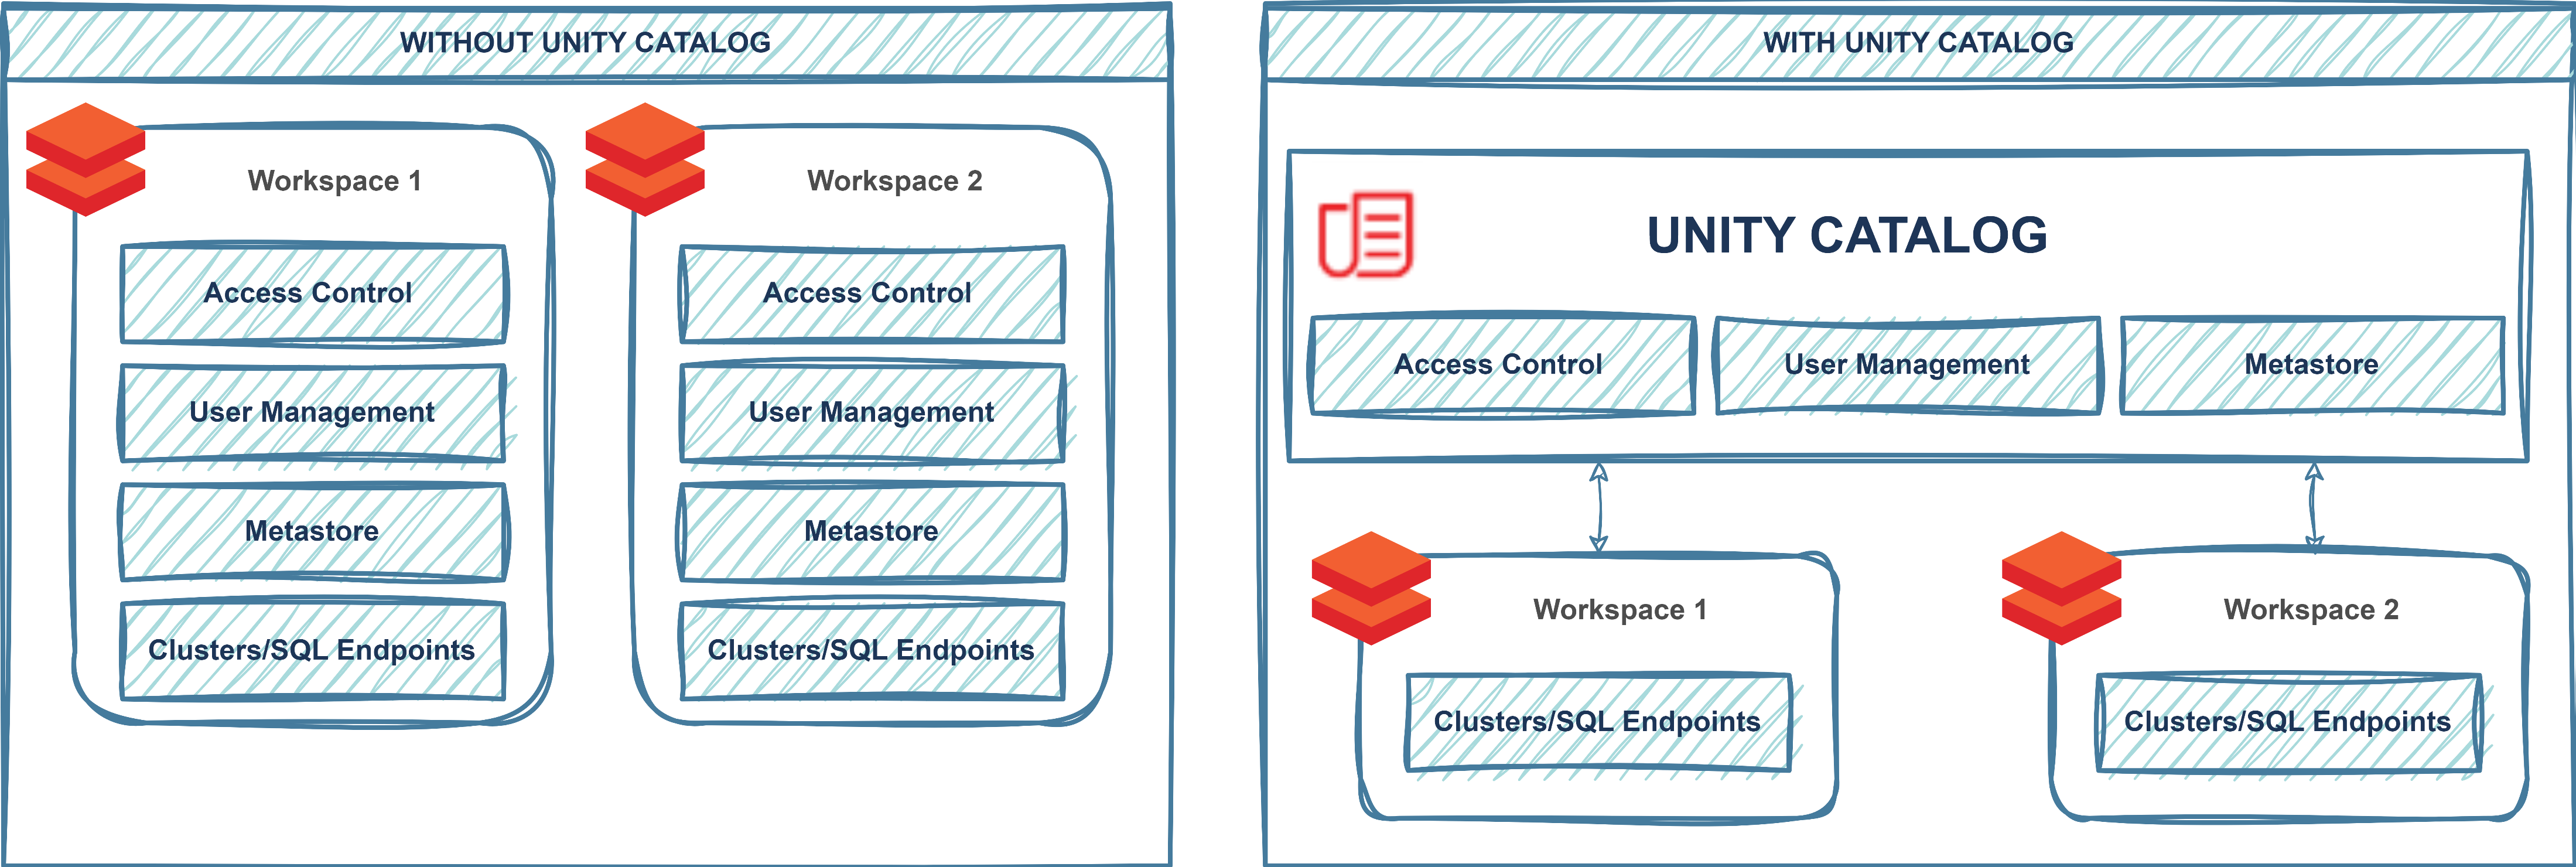 WITHOUT UNITY CATALOG
Workspace 1
Access Control
User Management
Metastore
Clusters/SQL Endpoints
Workspace 2
Access Control
User Management
Metastore
Clusters/SQL Endpoints
WITH UNITY CATALOG
UNITY CATALOG
Access Control
User Management
Metastore
Workspace 1
Clusters/SQL Endpoints
Workspace 2
Clusters/SQL Endpoints